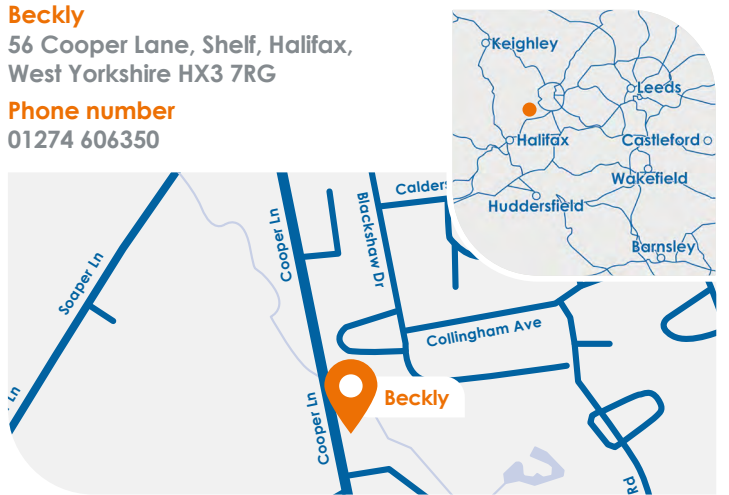 Beckly
56 Cooper Lane, Shelf, Halifax,
West Yorkshire HX3 7RG
Phone number
01274 606350
Keighley
Leeds
Halifax
Castleford
Wakefield
Huddersfield
Barnsley
Soaper Ln
Cooper Ln
Blackshaw Dr
Collingham Ave
Beckly
Cooper Ln
Ln
Rd